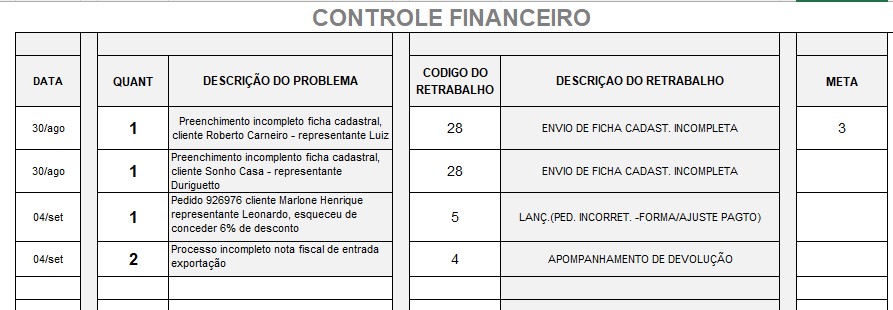 CONTROLE FINANCEIRO
DATA QUANT DESCRIÇÃO DO PROBLEMA CODIGO DO RETRABALHO DESCRIÇAO DO RETRABALHO META
30/ago 1 Preenchimento incompleto ficha cadastral, 28 ENVIO DE FICHA CADAST. INCOMPLETA 3
cliente Roberto Carneiro - representante Luiz
30/ago 1 Preenchimento incomplento ficha cadastral, 28 ENVIO DE FICHA CADAST. INCOMPLETA
cliente Sonho Casa - representante
Duriguetto
04/set 1 Pedido 926976 cliente Marlone Henrique 5 LANÇ.(PED. INCORRET. -FORMA/AJUSTE PAGTO)
representante Leonardo, esqueceu de
conceder 6% de desconto
04/set 2 Processo incompleto nota fiscal de entrada 4 APOMPANHAMENTO DE DEVOLUÇÃO
exportação